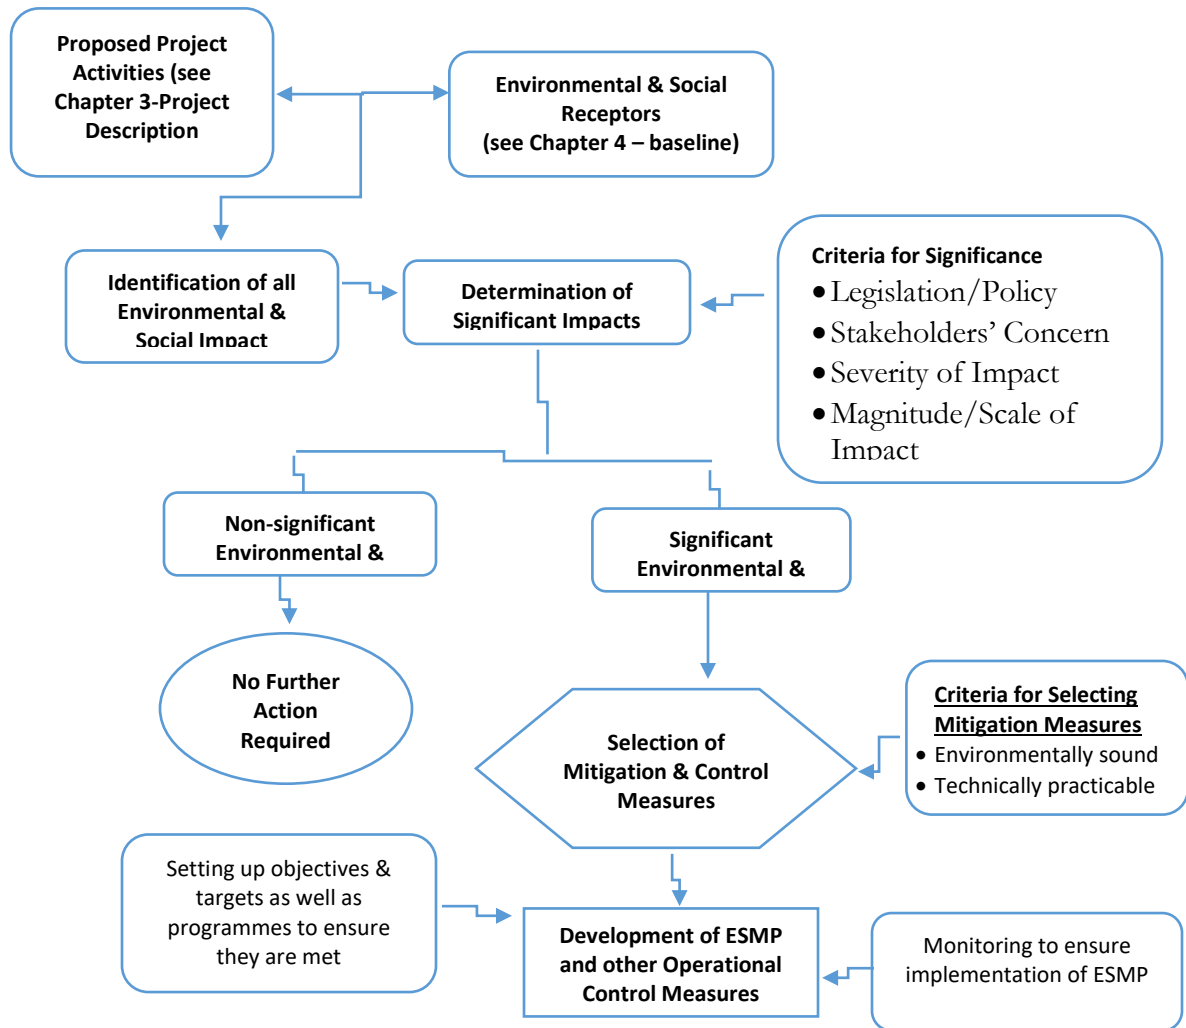 Proposed Project
Activities (see
Chapter 3-Project
Description
Environmental & Social
Receptors
(see Chapter 4 – baseline)
Identification of all
Environmental &
Social Impact
Determination of
Significant Impacts
Criteria for Significance
•Legislation/Policy
•Stakeholders’ Concern
•Severity of Impact
•Magnitude/Scale of
Impact
Non-significant
Environmental &
Significant
Environmental &
No Further
Action
Required
Selection of
Mitigation & Control
Measures
Criteria for Selecting
Mitigation Measures
• Environmentally sound
• Technically practicable
Setting up objectives &
targets as well as
programmes to ensure
they are met
Development of ESMP
and other Operational
Control Measures
Monitoring to ensure
implementation of ESMP